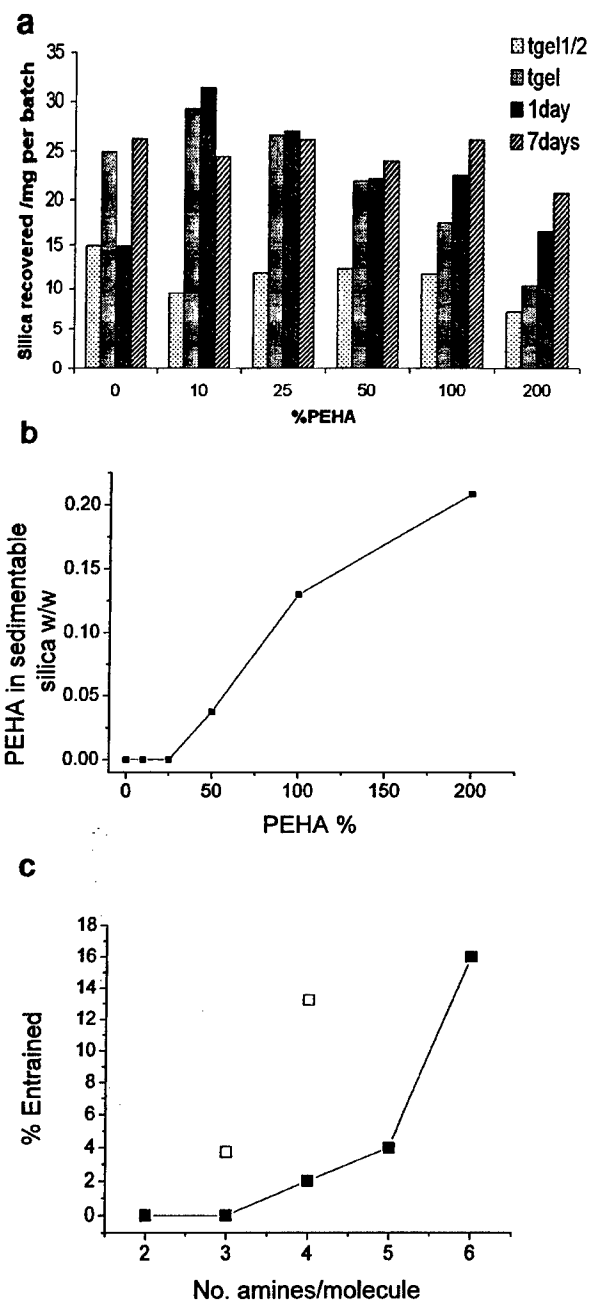 a
Silica recovered /mg per batch
35
30
25
20
15
10
5
0
0 10 25 50 100 200
%PEHA
tgel1/2
tgel
1day
7days
b
PEHA in sedimentable
silica w/w
0.20
0.15
0.10
0.05
0.00
0 50 100 150 200
PEHA %
c
% Entrained
18
16
14
12
10
8
6
4
2
0
2 3 4 5 6
No. amines/molecule